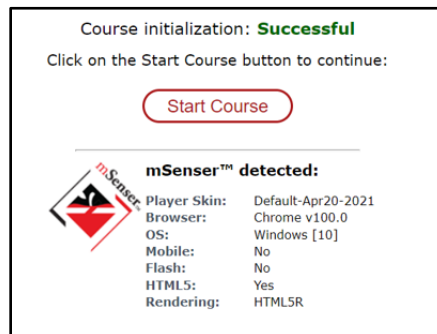 Course initialization: Successful
Click on the Start Course button to continue:
Start Course
mSenser™
mSenser™ detected:
Player Skin: Default-Apr20-2021
Browser: Chrome v100.0
OS: Windows [10]
Mobile: No
Flash: No
HTML5: Yes
Rendering: HTML5R